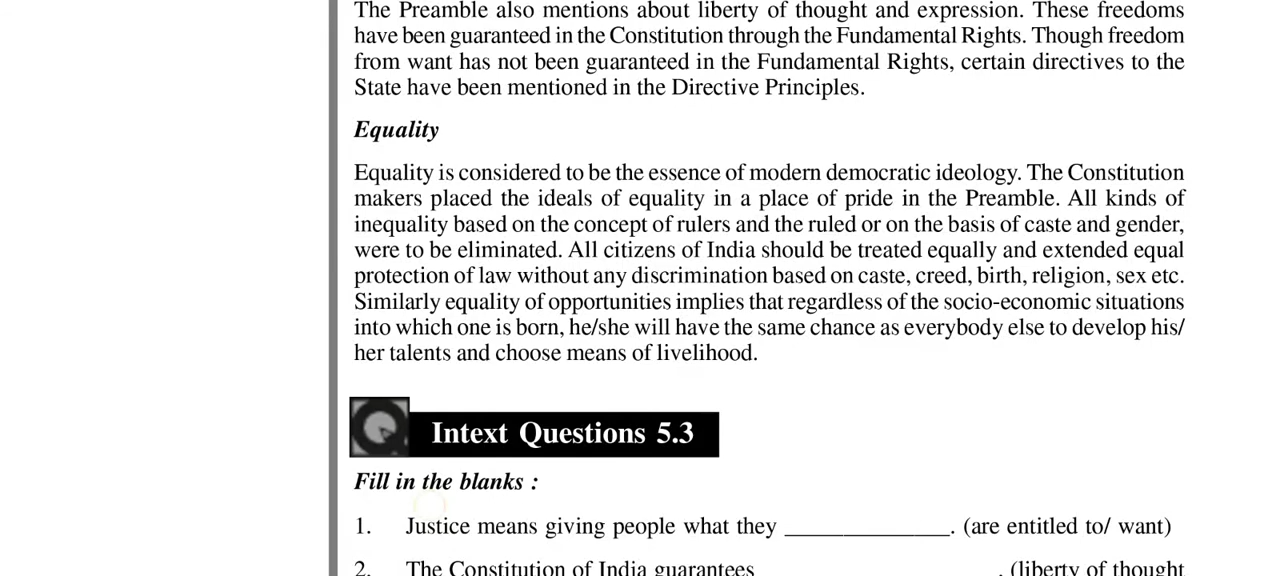 The Preamble also mentions about liberty of thought and expression. These freedoms
have been guaranteed in the Constitution through the Fundamental Rights. Though freedom
from want has not been guaranteed in the Fundamental Rights, certain directives to the
State have been mentioned in the Directive Principles.
Equality
Equality is considered to be the essence of modern democratic ideology. The Constitution
makers placed the ideals of equality in a place of pride in the Preamble. All kinds of
inequality based on the concept of rulers and the ruled or on the basis of caste and gender,
were to be eliminated. All citizens of India should be treated equally and extended equal
protection of law without any discrimination based on caste, creed, birth, religion, sex etc.
Similarly equality of opportunities implies that regardless of the socio-economic situations
into which one is born, he/she will have the same chance as everybody else to develop his/
her talents and choose means of livelihood.
Intext Questions 5.3
Fill in the blanks :
1. Justice means giving people what they ______________. (are entitled to/ want)
2. The Constitution of India guarantees ____________________. (liberty of thought